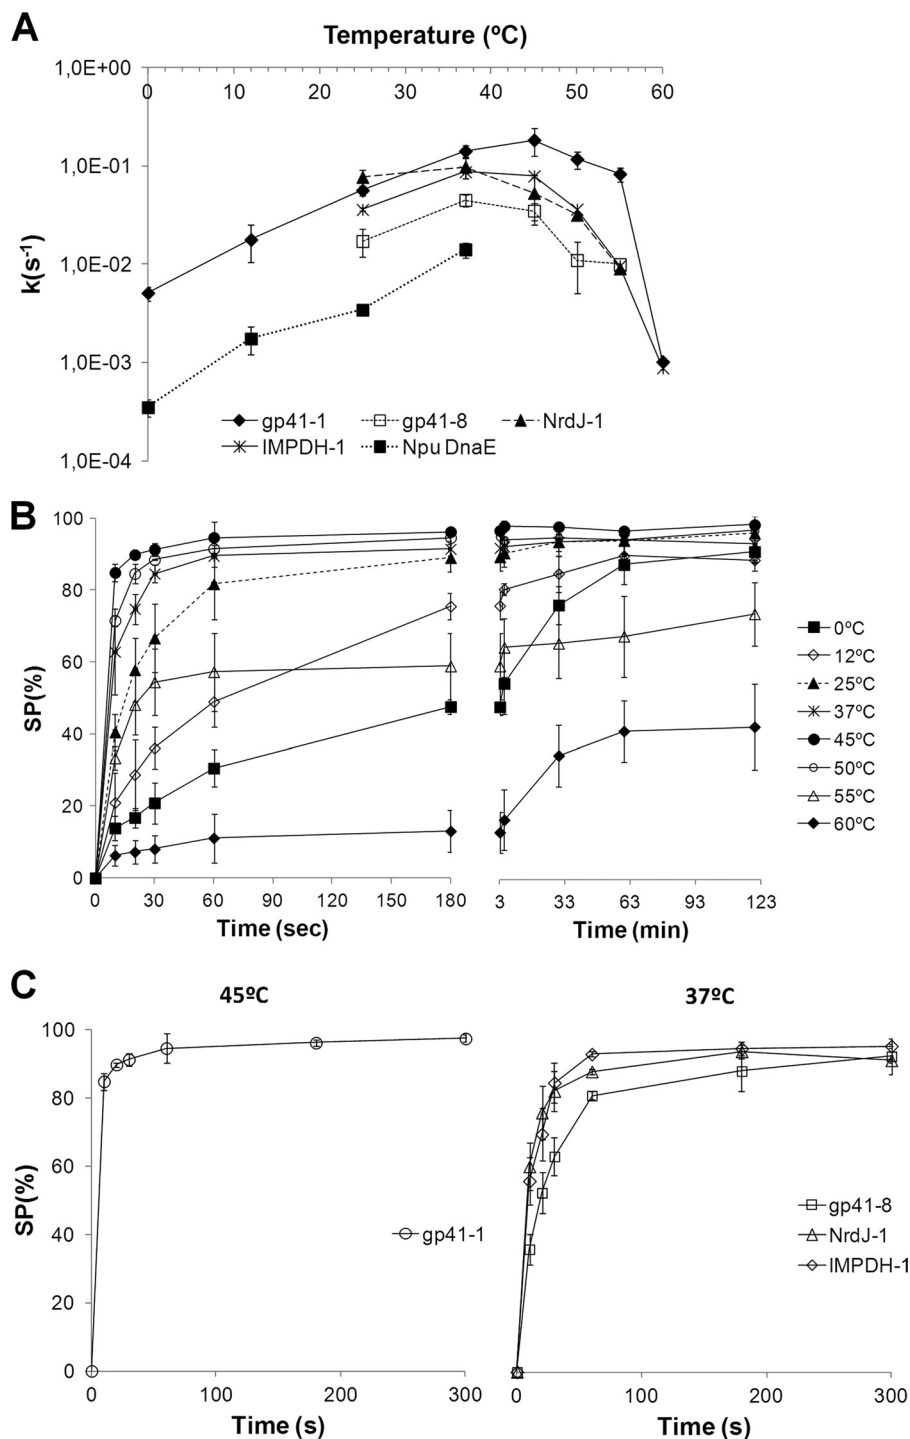 A
Temperature (ºC)
1,0E+00
0 10 20 30 40 50 60
1,0E-01
1,0E-02
1,0E-03
1,0E-04
k(s-1)
gp41-1 gp41-8 NrdJ-1
IMPDH-1 Npu DnaE
B
100
80
60
40
20
0
SP(%)
0 30 60 90 120 150 180
Time (sec)
3 33 63 93 123
Time (min)
0ºC
12ºC
25ºC
37ºC
45ºC
50ºC
55ºC
60ºC
C
45ºC 37ºC
100
80
60
40
20
0
SP(%)
gp41-1
gp41-8
NrdJ-1
IMPDH-1
0 100 200 300
Time (s)
0 100 200 300
Time (s)